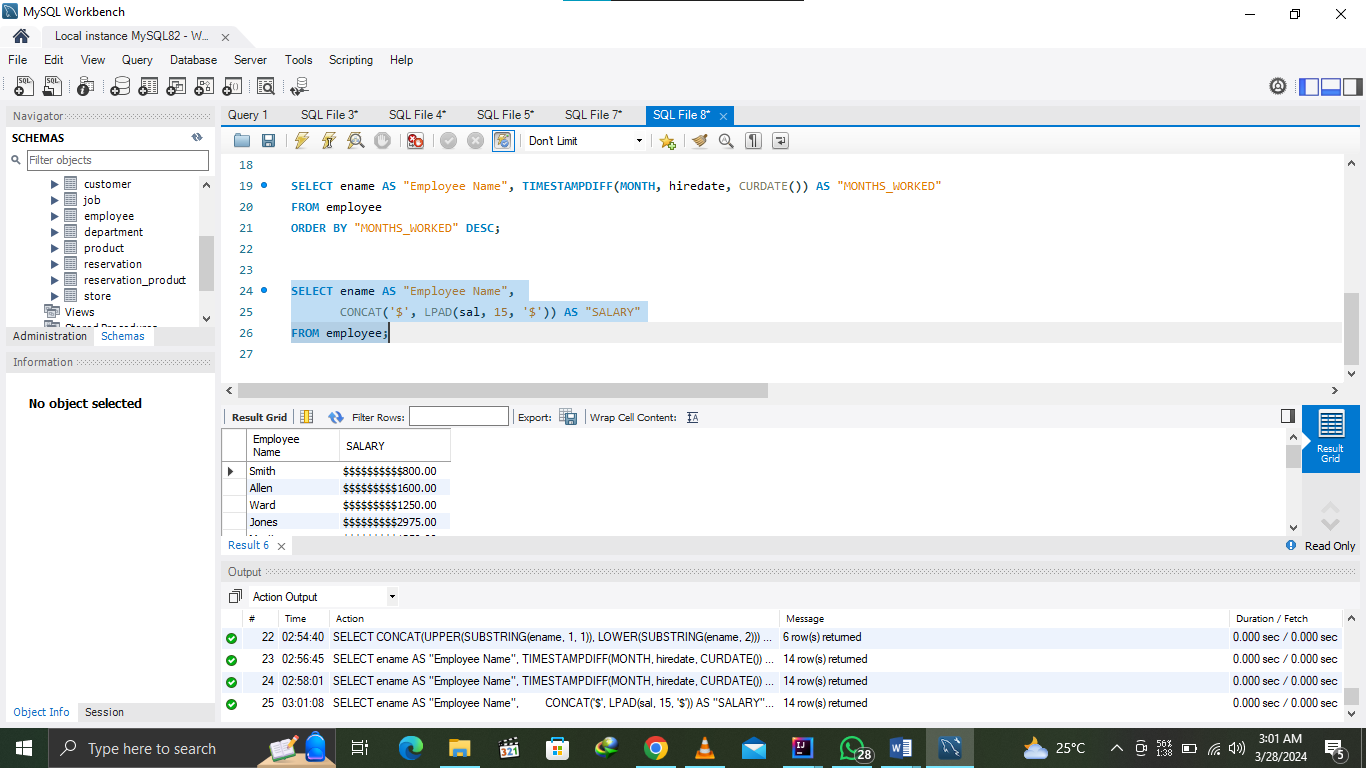 MySQL Workbench
Local instance MySQL82 - W...
File Edit View Query Database Server Tools Scripting Help
Navigator
SCHEMAS
Filter objects
customer
job
employee
department
product
reservation
reservation_product
store
Views
Stored Procedures
Administration Schemas
Information
No object selected
Object Info Session
Query 1 SQL File 3* SQL File 4* SQL File 5* SQL File 7* SQL File 8*
Don't Limit
18
19 SELECT ename AS "Employee Name", TIMESTAMPDIFF(MONTH, hiredate, CURDATE()) AS "MONTHS_WORKED"
20 FROM employee
21 ORDER BY "MONTHS_WORKED" DESC;
22
23
24 SELECT ename AS "Employee Name",
25 CONCAT('$', LPAD(sal, 15, '$')) AS "SALARY"
26 FROM employee;
27
Result Grid Filter Rows: Export: Wrap Cell Content:
Employee Name SALARY
Smith $$$$$$$$$$800.00
Allen $$$$$$$$$1600.00
Ward $$$$$$$$$1250.00
Jones $$$$$$$$$2975.00
Result Grid
Result 6
Read Only
Output
Action Output
# Time Action Message Duration / Fetch
22 02:54:40 SELECT CONCAT(UPPER(SUBSTRING(ename, 1, 1)), LOWER(SUBSTRING(ename, 2))) ... 6 row(s) returned 0.000 sec / 0.000 sec
23 02:56:45 SELECT ename AS "Employee Name", TIMESTAMPDIFF(MONTH, hiredate, CURDATE()) ... 14 row(s) returned 0.000 sec / 0.000 sec
24 02:58:01 SELECT ename AS "Employee Name", TIMESTAMPDIFF(MONTH, hiredate, CURDATE()) ... 14 row(s) returned 0.000 sec / 0.000 sec
25 03:01:08 SELECT ename AS "Employee Name", CONCAT('$', LPAD(sal, 15, '$')) AS "SALARY"... 14 row(s) returned 0.000 sec / 0.000 sec
Type here to search
321
28
25°C
56%
1:38
3:01 AM
3/28/2024
5